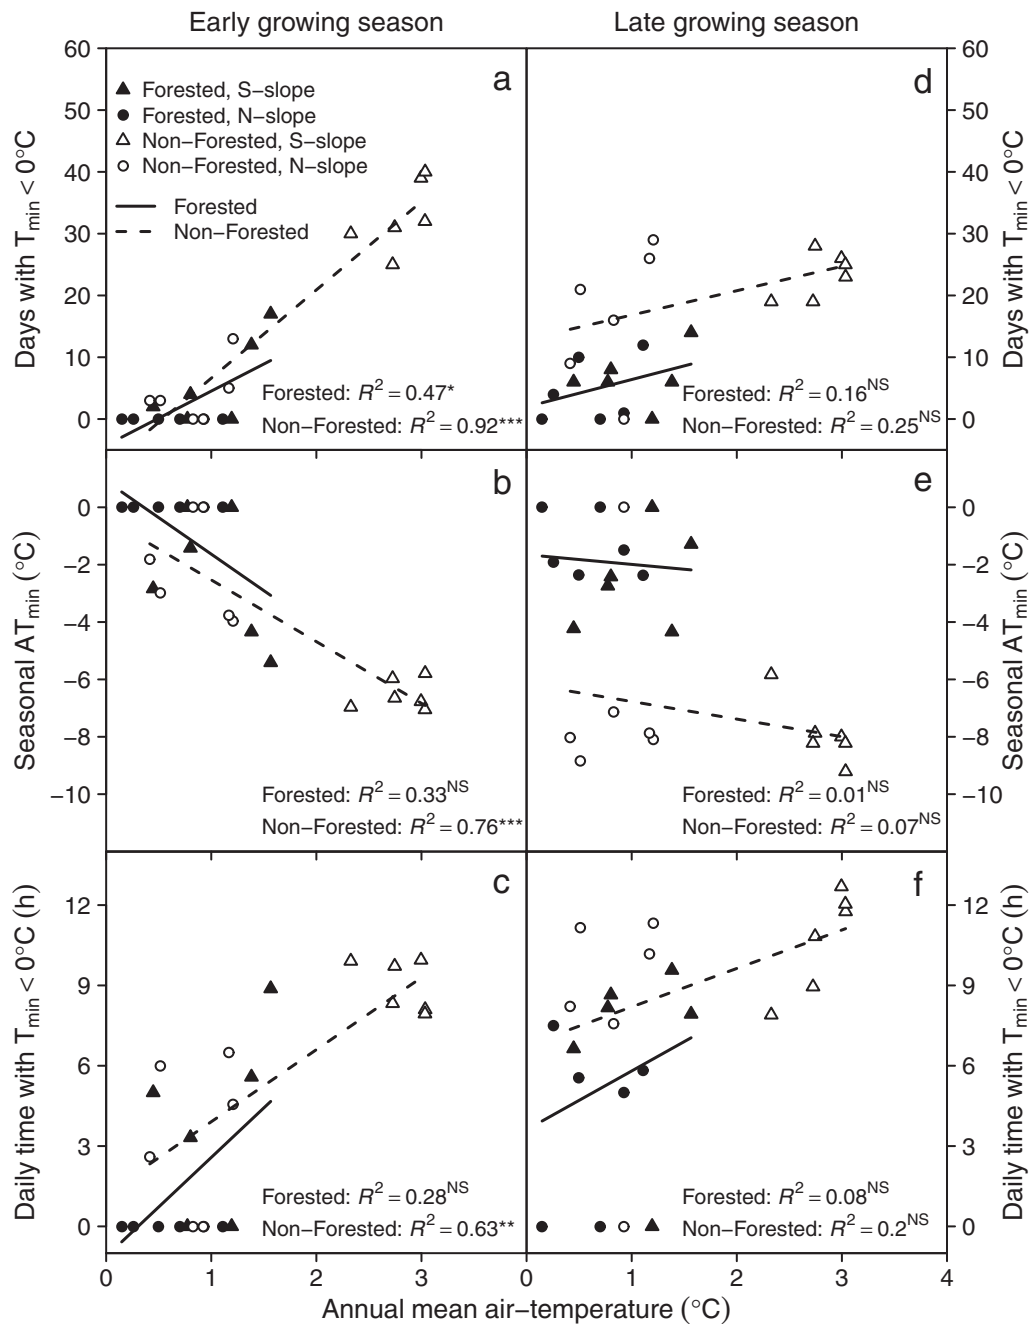 Early growing season
Late growing season
Days with T_min < 0°C
60
50
40
30
20
10
0
a
Forested, S−slope
Forested, N−slope
Non−Forested, S−slope
Non−Forested, N−slope
Forested
Non−Forested
Forested: R² = 0.47*
Non−Forested: R² = 0.92***
d
Forested: R² = 0.16^NS
Non−Forested: R² = 0.25^NS
60
50
40
30
20
10
0
Days with T_min < 0°C
Seasonal AT_min (°C)
0
−2
−4
−6
−8
−10
b
Forested: R² = 0.33^NS
Non−Forested: R² = 0.76***
e
Forested: R² = 0.01^NS
Non−Forested: R² = 0.07^NS
0
−2
−4
−6
−8
−10
Seasonal AT_min (°C)
Daily time with T_min < 0°C (h)
12
9
6
3
0
c
Forested: R² = 0.28^NS
Non−Forested: R² = 0.63**
f
Forested: R² = 0.08^NS
Non−Forested: R² = 0.2^NS
12
9
6
3
0
Daily time with T_min < 0°C (h)
0 1 2 3 0 1 2 3 4
Annual mean air−temperature (°C)